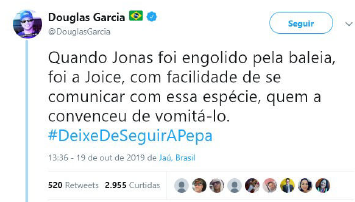 Douglas Garcia
@DouglasGarcia
Seguir
Quando Jonas foi engolido pela baleia,
foi a Joice, com facilidade de se
comunicar com essa espécie, quem a
convenceu de vomitá-lo.
#DeixeDeSeguirAPepa
13:36 - 19 de out de 2019 de Jaú, Brasil
520 Retweets 2.955 Curtidas